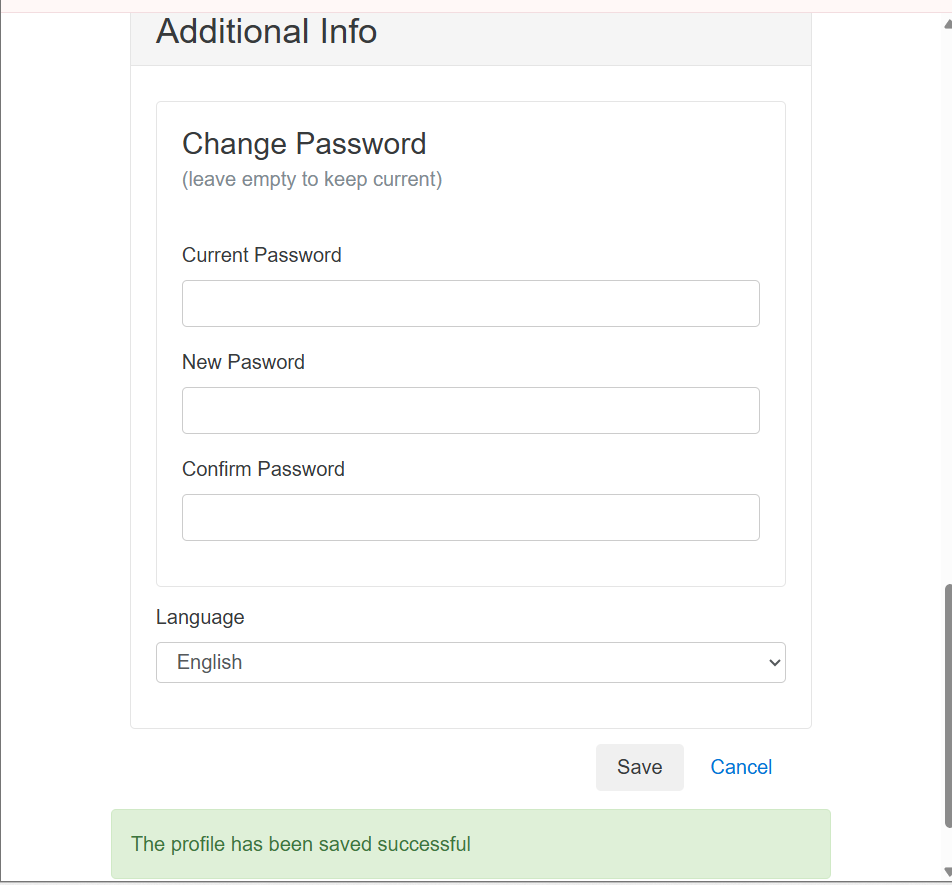 Additional Info
Change Password
(leave empty to keep current)
Current Password
New Pasword
Confirm Password
Language
English
Save Cancel
The profile has been saved successful